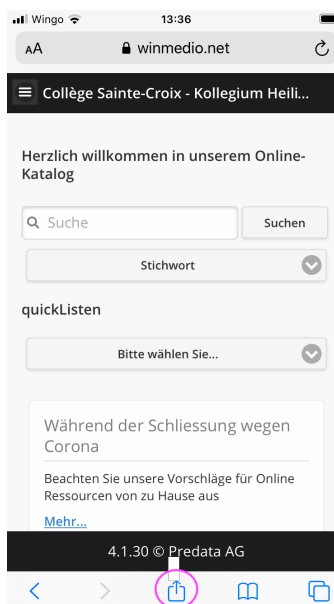 Wingo 13:36
AA winmedio.net
Collège Sainte-Croix - Kollegium Heili...
Herzlich willkommen in unserem Online-
Katalog
Suche Suchen
Stichwort
quickListen
Bitte wählen Sie...
Während der Schliessung wegen
Corona
Beachten Sie unsere Vorschläge für Online
Ressourcen von zu Hause aus
Mehr...
4.1.30 © Predata AG